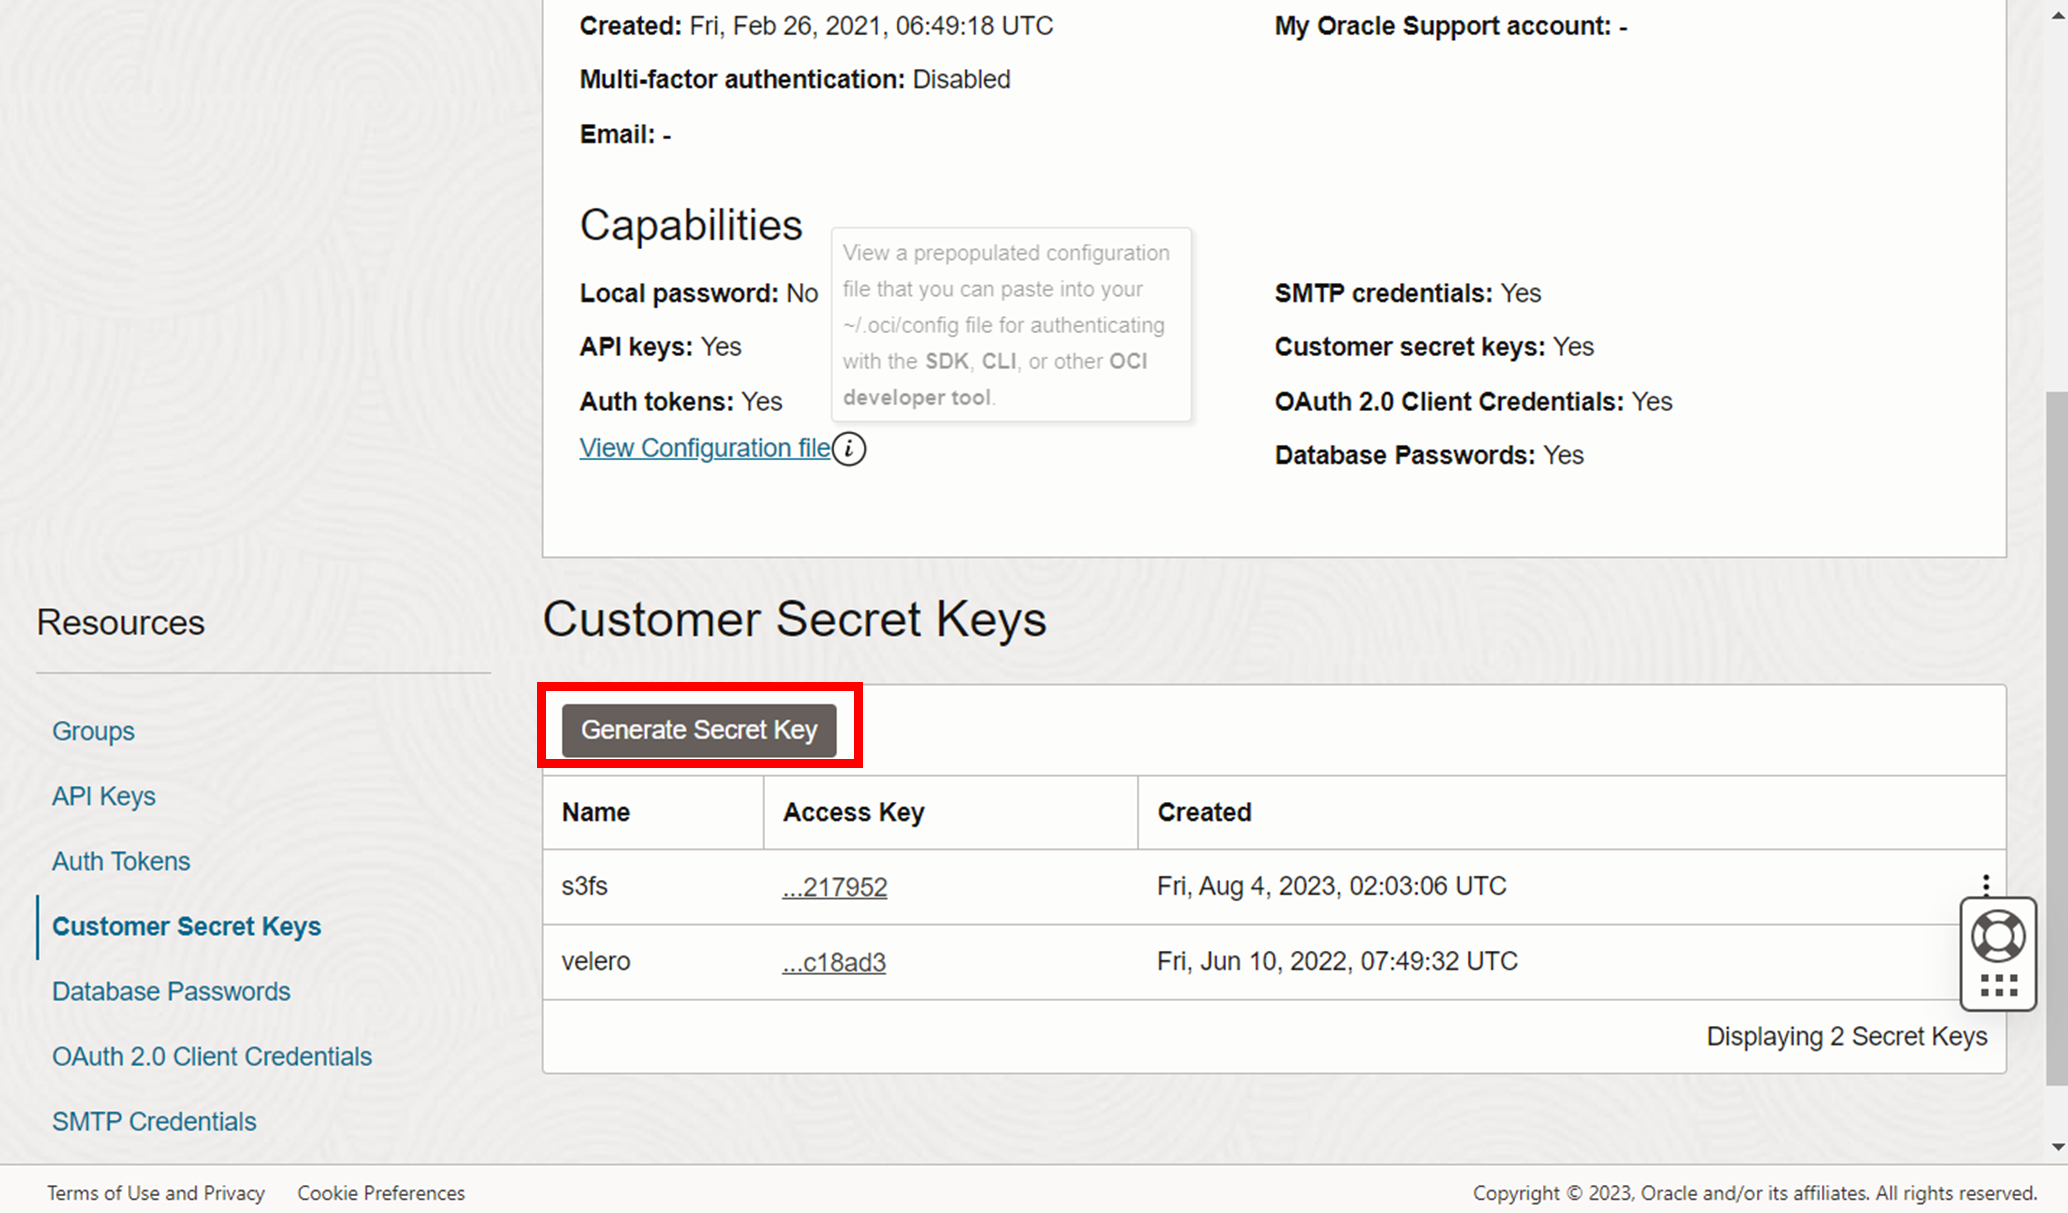 Created: Fri, Feb 26, 2021, 06:49:18 UTC
My Oracle Support account: -
Multi-factor authentication: Disabled
Email: -
Capabilities
View a prepopulated configuration
file that you can paste into your
~/.oci/config file for authenticating
with the SDK, CLI, or other OCI
developer tool.
Local password: No
API keys: Yes
Auth tokens: Yes
View Configuration file i
SMTP credentials: Yes
Customer secret keys: Yes
OAuth 2.0 Client Credentials: Yes
Database Passwords: Yes
Resources
Groups
API Keys
Auth Tokens
Customer Secret Keys
Database Passwords
OAuth 2.0 Client Credentials
SMTP Credentials
Customer Secret Keys
Generate Secret Key
Name Access Key Created
s3fs ...217952 Fri, Aug 4, 2023, 02:03:06 UTC
velero ...c18ad3 Fri, Jun 10, 2022, 07:49:32 UTC
Displaying 2 Secret Keys
Terms of Use and Privacy Cookie Preferences
Copyright © 2023, Oracle and/or its affiliates. All rights reserved.